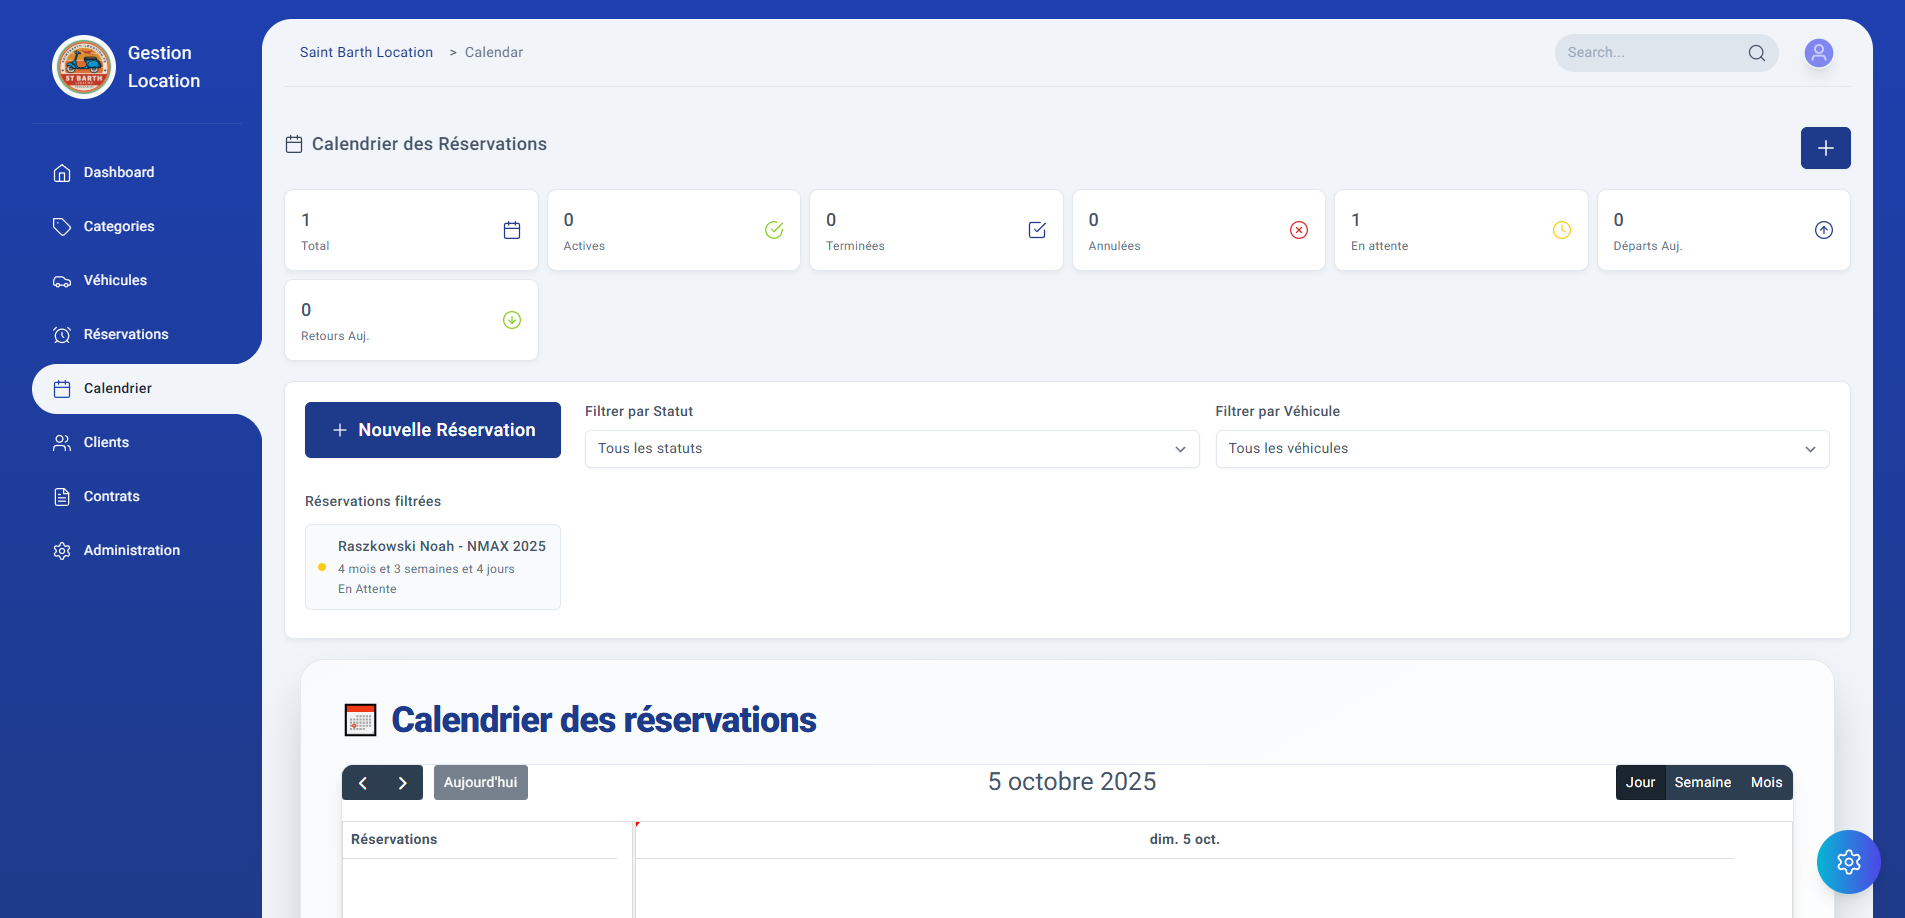 Gestion
Location
ST BARTH
Saint Barth Location > Calendar
Search...
Dashboard
Categories
Véhicules
Réservations
Calendrier
Clients
Contrats
Administration
Calendrier des Réservations
1
Total
0
Actives
0
Terminées
0
Annulées
1
En attente
0
Départs Auj.
0
Retours Auj.
Nouvelle Réservation
Filtrer par Statut
Tous les statuts
Filtrer par Véhicule
Tous les véhicules
Réservations filtrées
Raszkowski Noah - NMAX 2025
4 mois et 3 semaines et 4 jours
En Attente
Calendrier des réservations
Aujourd'hui
5 octobre 2025
Jour Semaine Mois
Réservations
dim. 5 oct.